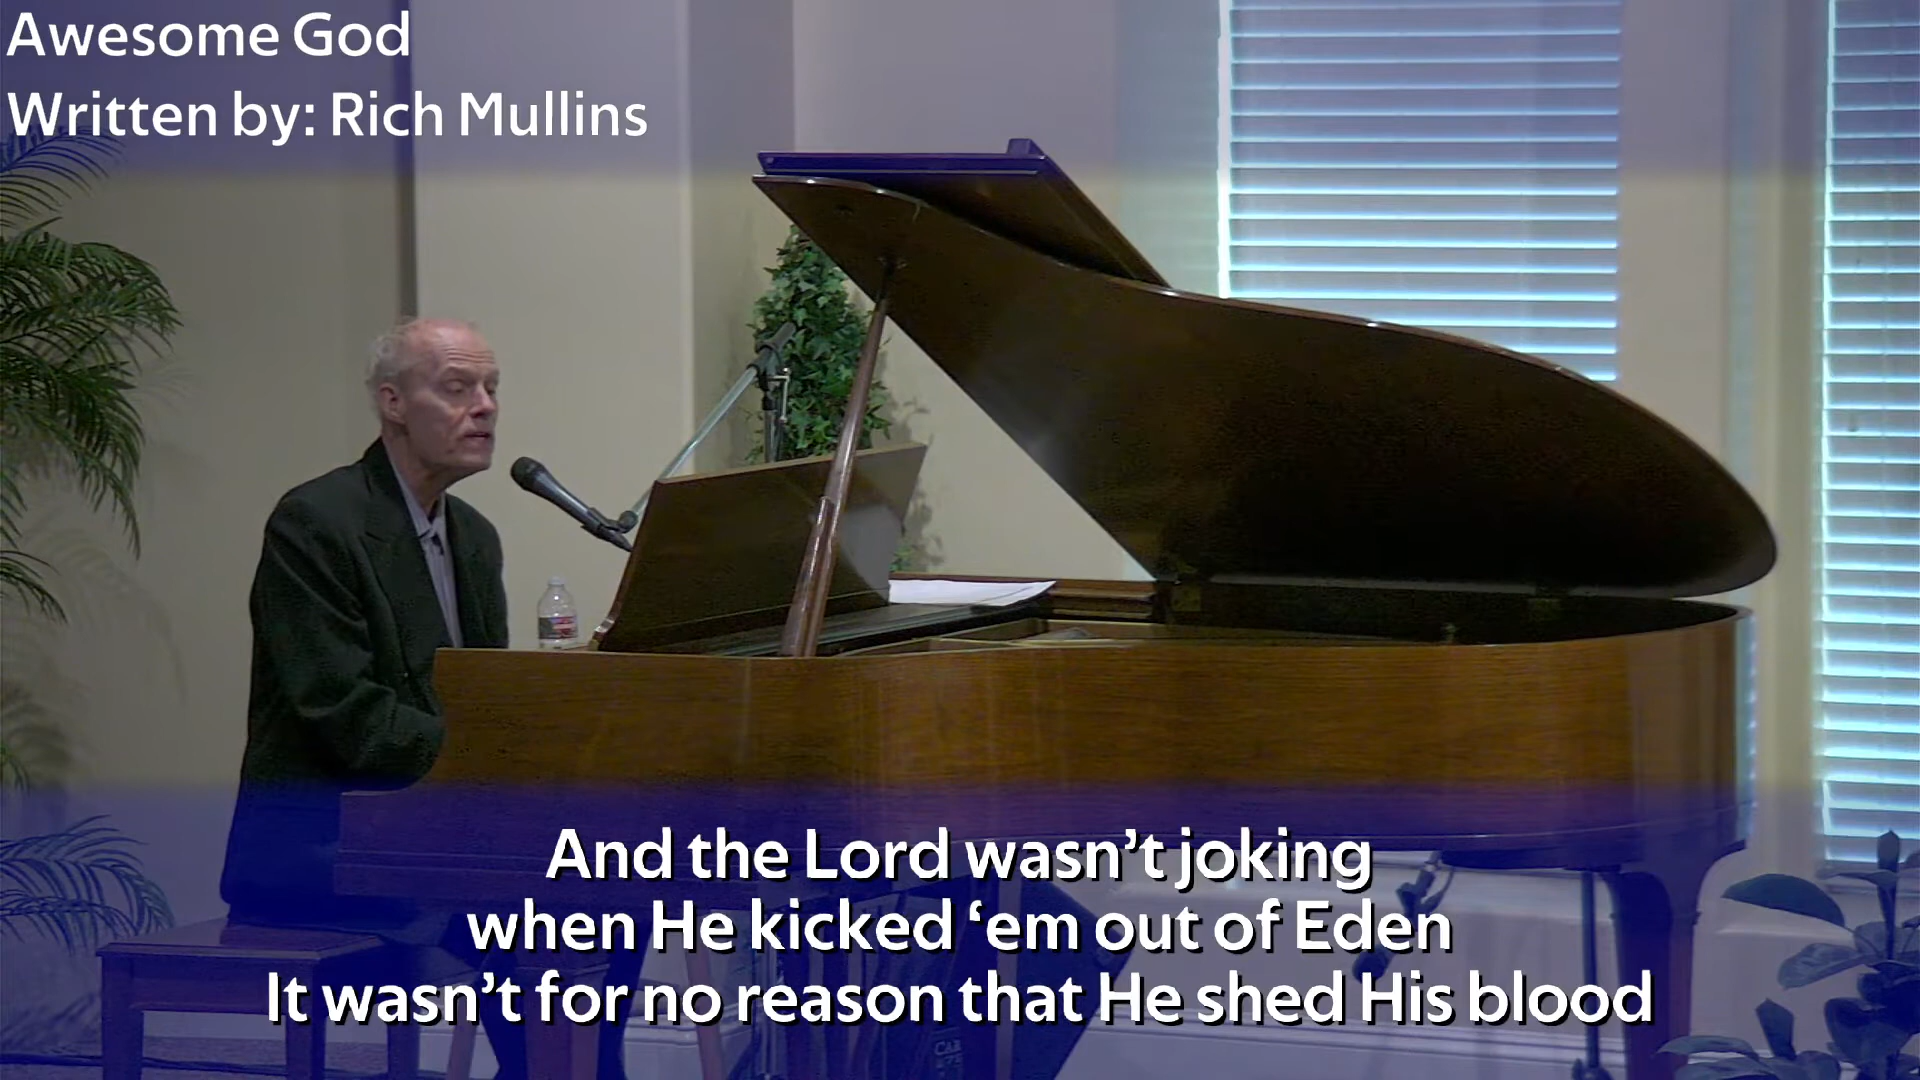 Awesome God
Written by: Rich Mullins
And the Lord wasn’t joking
when He kicked ‘em out of Eden
It wasn’t for no reason that He shed His blood